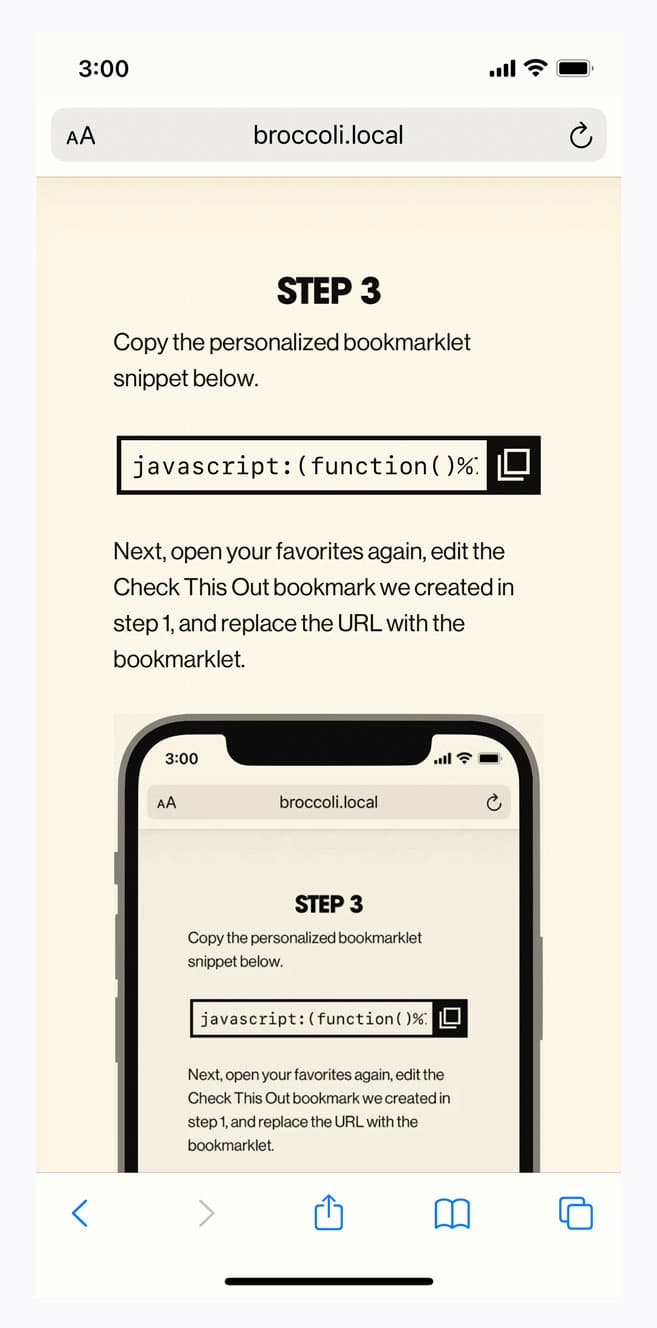 3:00
AA broccoli.local
STEP 3
Copy the personalized bookmarklet
snippet below.
javascript:(function()%
Next, open your favorites again, edit the
Check This Out bookmark we created in
step 1, and replace the URL with the
bookmarklet.
3:00
AA broccoli.local
STEP 3
Copy the personalized bookmarklet
snippet below.
javascript:(function()%
Next, open your favorites again, edit the
Check This Out bookmark we created in
step 1, and replace the URL with the
bookmarklet.